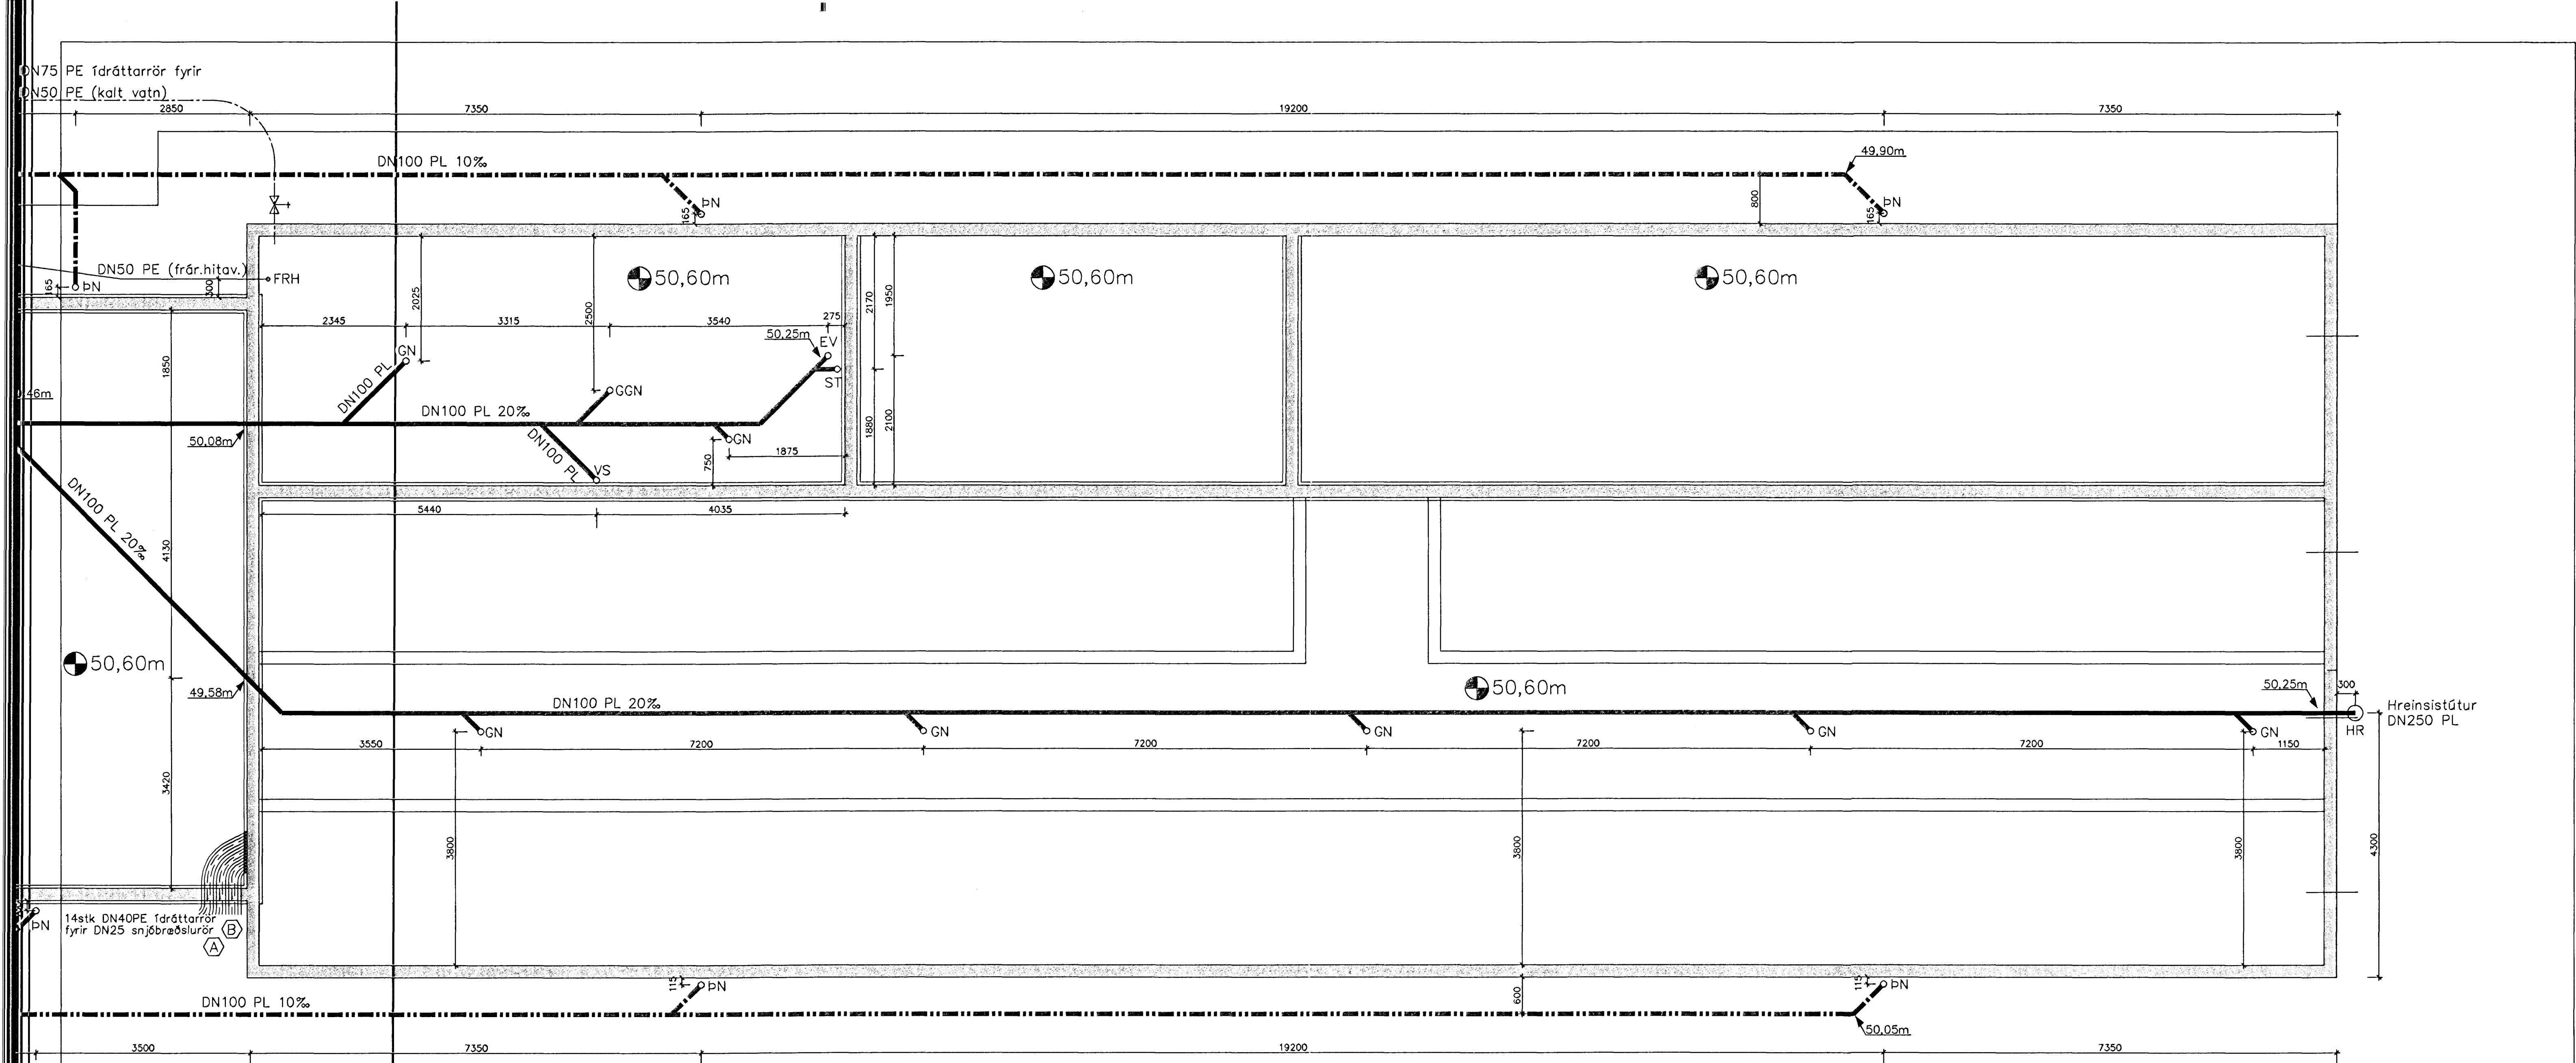 DN75 PE ídráttarrör fyrir
DN50 PE (kalt vatn)
2850
7350
19200
7350
DN100 PL 10‰
49,90m
ÞN
165
800
ÞN
165
DN50 PE (frár.hitav.)
FRH
300
165
ÞN
50,60m
50,60m
50,60m
2025
2500
2170
1950
2345
3315
3540
275
50,25m
EV
ST
GN
DN100 PL
GGN
1850
DN100 PL 20‰
50,08m
GN
DN100 PL
VS
750
1875
1880
2100
5440
4035
DN100 PL 20‰
4130
50,60m
49,58m
DN100 PL 20‰
50,60m
50,25m
300
Hreinsistútur
DN250 PL
HR
GN
GN
GN
GN
GN
3550
7200
7200
7200
7200
1150
3420
3800
3800
3800
4300
14stk DN40PE ídráttarrör
fyrir DN25 snjóbræðslurör
B
A
ÞN
DN100 PL 10‰
115
ÞN
600
115
ÞN
50,05m
3500
7350
19200
7350